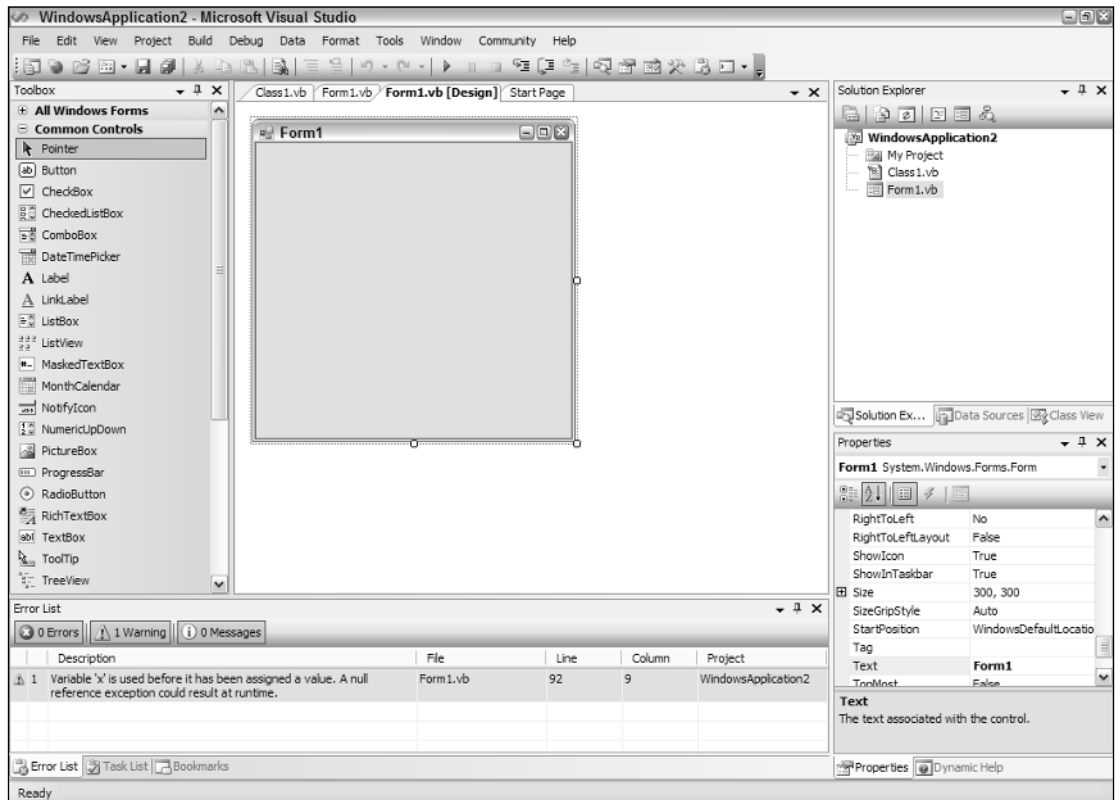 WindowsApplication2 - Microsoft Visual Studio
File Edit View Project Build Debug Data Format Tools Window Community Help
Toolbox
All Windows Forms
Common Controls
Pointer
Button
CheckBox
CheckedListBox
ComboBox
DateTimePicker
A Label
A LinkLabel
ListBox
ListView
MaskedTextBox
MonthCalendar
NotifyIcon
NumericUpDown
PictureBox
ProgressBar
RadioButton
RichTextBox
TextBox
ToolTip
TreeView
Class1.vb Form1.vb Form1.vb [Design] Start Page
Form1
Solution Explorer
WindowsApplication2
My Project
Class1.vb
Form1.vb
Solution Ex... Data Sources Class View
Properties
Form1 System.Windows.Forms.Form
RightToLeft No
RightToLeftLayout False
ShowIcon True
ShowInTaskbar True
Size 300, 300
SizeGripStyle Auto
StartPosition WindowsDefaultLocatio
Tag
Text Form1
TopMost False
Text
The text associated with the control.
Properties Dynamic Help
Error List
0 Errors 1 Warning 0 Messages
Description File Line Column Project
1 Variable 'x' is used before it has been assigned a value. A null Form1.vb 92 9 WindowsApplication2
reference exception could result at runtime.
Error List Task List Bookmarks
Ready